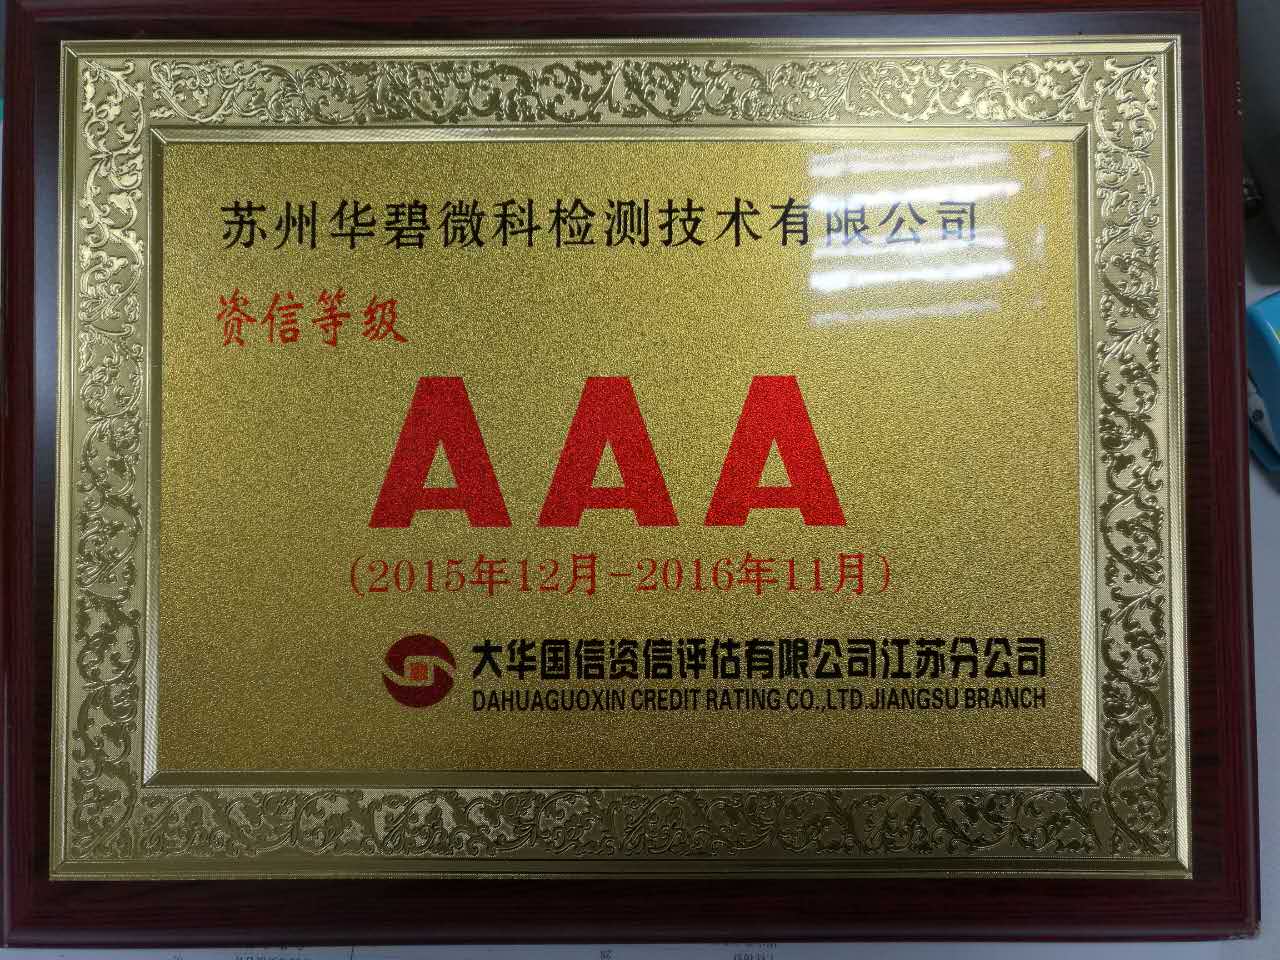 苏州华碧微科检测技术有限公司
资信等级
AAA
(2015年12月-2016年11月)
大华国信资信评估有限公司江苏分公司
DAHUAGUOXIN CREDIT RATING CO.,LTD.JIANGSU BRANCH